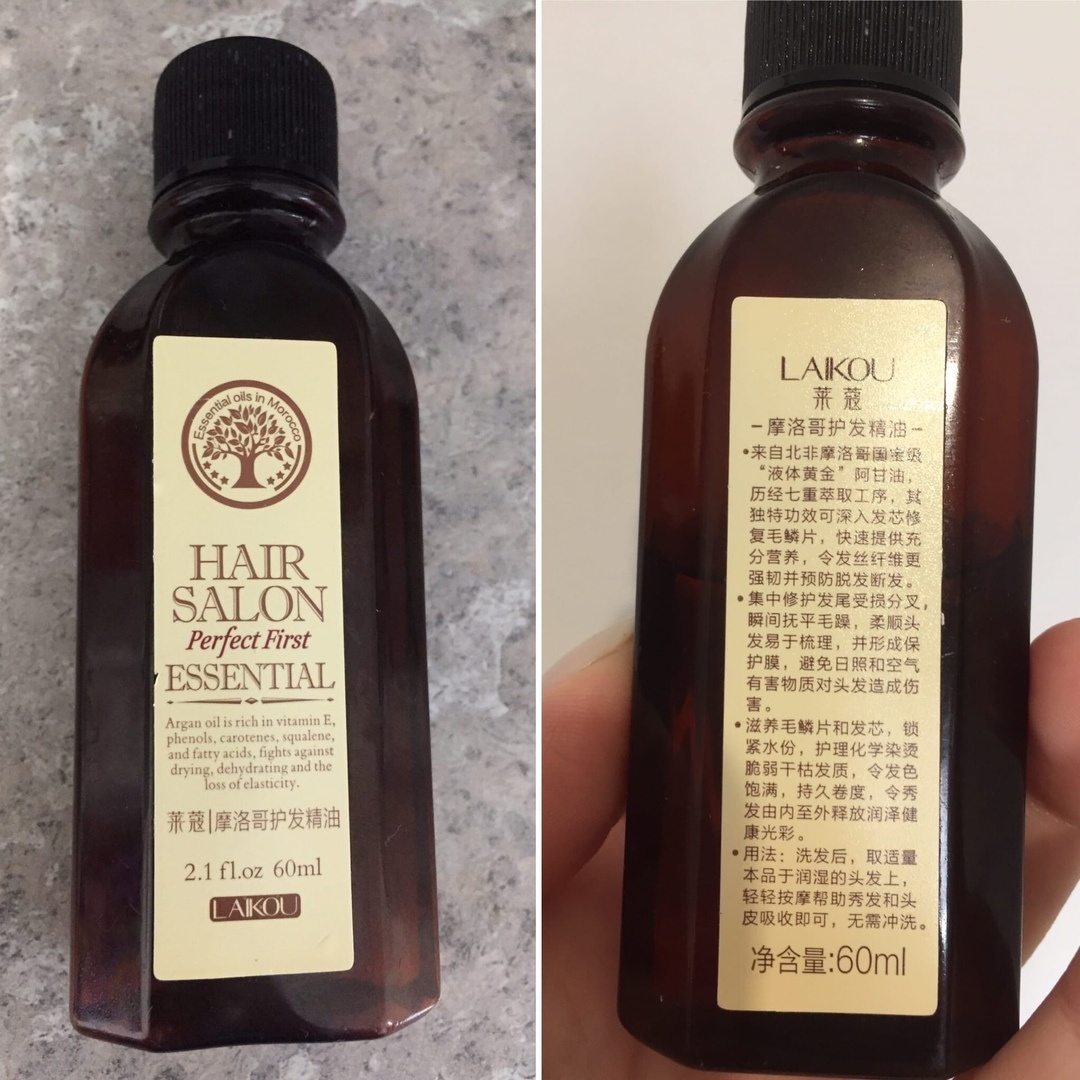 Essential oils in Morocco
HAIR
SALON
Perfect First
ESSENTIAL
Argan oil is rich in vitamin E,
phenols, carotenes, squalene,
and fatty acids, fights against
drying, dehydrating and the
loss of elasticity.
莱蔻|摩洛哥护发精油
2.1 fl.oz 60ml
LAIKOU
LAIKOU
莱蔻
-摩洛哥护发精油-
•来自北非摩洛哥国宝级
“液体黄金”阿甘油，
历经七重萃取工序，其
独特功效可深入发芯修
复毛鳞片，快速提供充
分营养，令发丝纤维更
强韧并预防脱发断发。
•集中修护发尾受损分叉，
瞬间抚平毛躁，柔顺头
发易于梳理，并形成保
护膜，避免日照和空气
有害物质对头发造成伤
害。
•滋养毛鳞片和发芯，锁
紧水份，护理化学染烫
脆弱干枯发质，令发色
饱满，持久卷度，令秀
发由内至外释放润泽健
康光彩。
•用法：洗发后，取适量
本品于润湿的头发上，
轻轻按摩帮助秀发和头
皮吸收即可，无需冲洗。
净含量:60ml